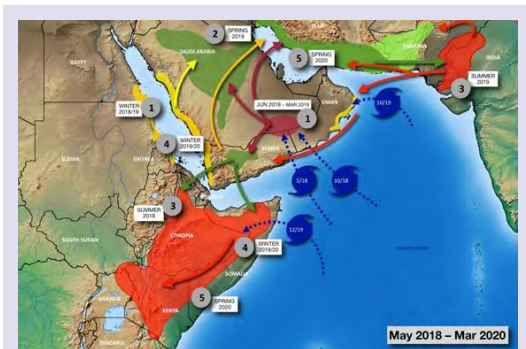 2
SPRING
2019
SAUDI ARABIA
EGYPT
5
SPRING
2020
PAKISTAN
INDIA
3
SUMMER
2019
WINTER
2018/19
1
JUN 2018 – MAR 2019
1
OMAN
10/19
4
WINTER
2019/20
YEMEN
SUDAN
ERITREA
5/18
10/18
3
SUMMER
2019
12/19
ETHIOPIA
4
WINTER
2019/20
SOUTH SUDAN
SOMALIA
5
SPRING
2020
UGANDA
KENYA
TANZANIA
May 2018 – Mar 2020